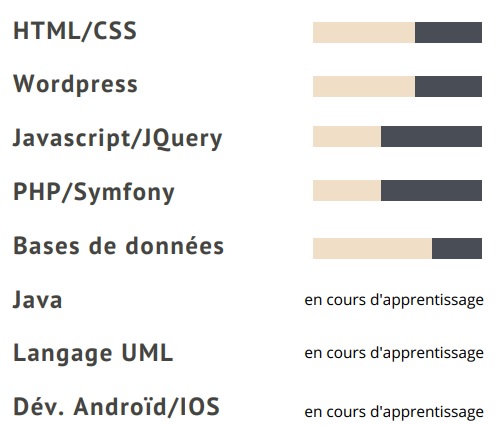 HTML/CSS
Wordpress
Javascript/JQuery
PHP/Symfony
Bases de données
Java en cours d'apprentissage
Langage UML en cours d'apprentissage
Dév. Androïd/IOS en cours d'apprentissage